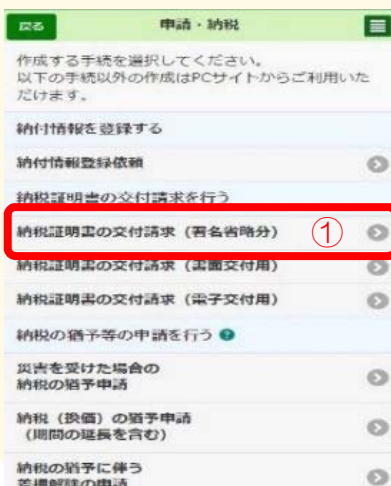 戻る
申請・納税
作成する手続を選択してください。
以下の手続以外の作成はPCサイトからご利用いた
だけます。
納付情報を登録する
納付情報登録依頼
納税証明書の交付請求を行う
納税証明書の交付請求(署名省略分)
①
納税証明書の交付請求(書面交付用)
納税証明書の交付請求(電子交付用)
納税の猶予等の申請を行う ?
災害を受けた場合の
納税の猶予申請
納税(換価)の猶予申請
(期間の延長を含む)
納税の猶予に伴う
差押解除の申請